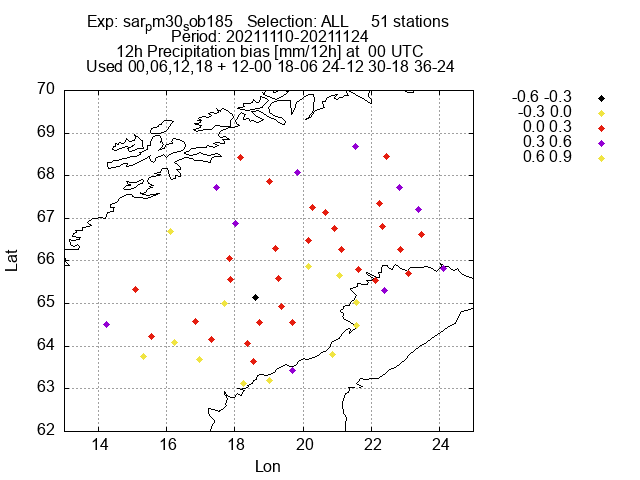 Exp: sarpm30sob185   Selection: ALL     51 stations
Period: 20211110-20211124
12h Precipitation bias [mm/12h] at  00 UTC
Used 00,06,12,18 + 12-00 18-06 24-12 30-18 36-24
-0.6 -0.3
-0.3 0.0
0.0 0.3
0.3 0.6
0.6 0.9
70
69
68
67
66
65
64
63
62
Lat
14 16 18 20 22 24
Lon